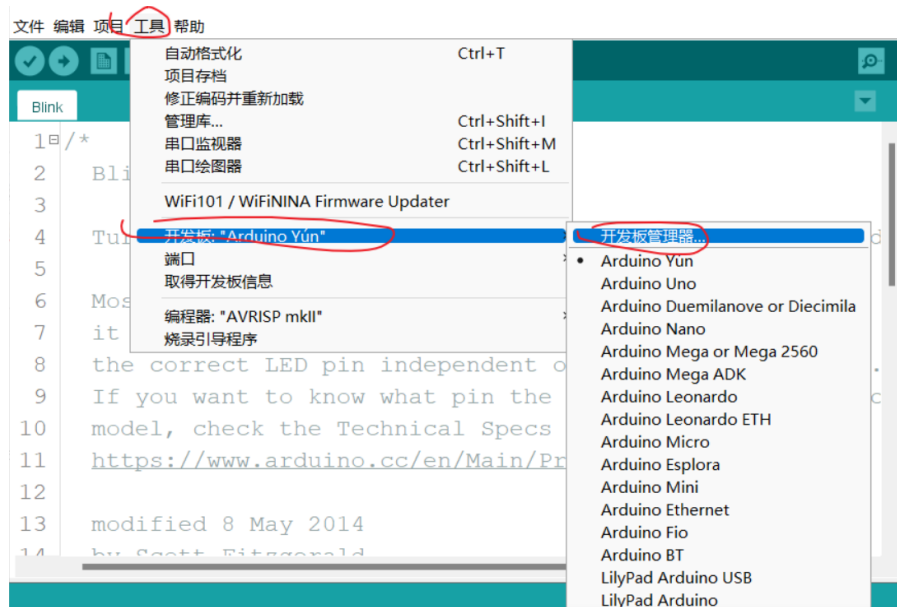 文件 编辑 项目 工具 帮助
自动格式化 Ctrl+T
项目存档
修正编码并重新加载
管理库... Ctrl+Shift+I
串口监视器 Ctrl+Shift+M
串口绘图器 Ctrl+Shift+L
WiFi101 / WiFiNINA Firmware Updater
开发板: "Arduino Yún"
端口
取得开发板信息
编程器: "AVRISP mkII"
烧录引导程序
开发板管理器...
Arduino Yún
Arduino Uno
Arduino Duemilanove or Diecimila
Arduino Nano
Arduino Mega or Mega 2560
Arduino Mega ADK
Arduino Leonardo
Arduino Leonardo ETH
Arduino Micro
Arduino Esplora
Arduino Mini
Arduino Ethernet
Arduino Fio
Arduino BT
LilyPad Arduino USB
LilyPad Arduino
Blink
1 /*
2 Bli
3
4 Tur
5
6 Mos
7 it
8 the correct LED pin independent o
9 If you want to know what pin the
10 model, check the Technical Specs
11 https://www.arduino.cc/en/Main/Pr
12
13 modified 8 May 2014
14 by Scott Fitzgerald